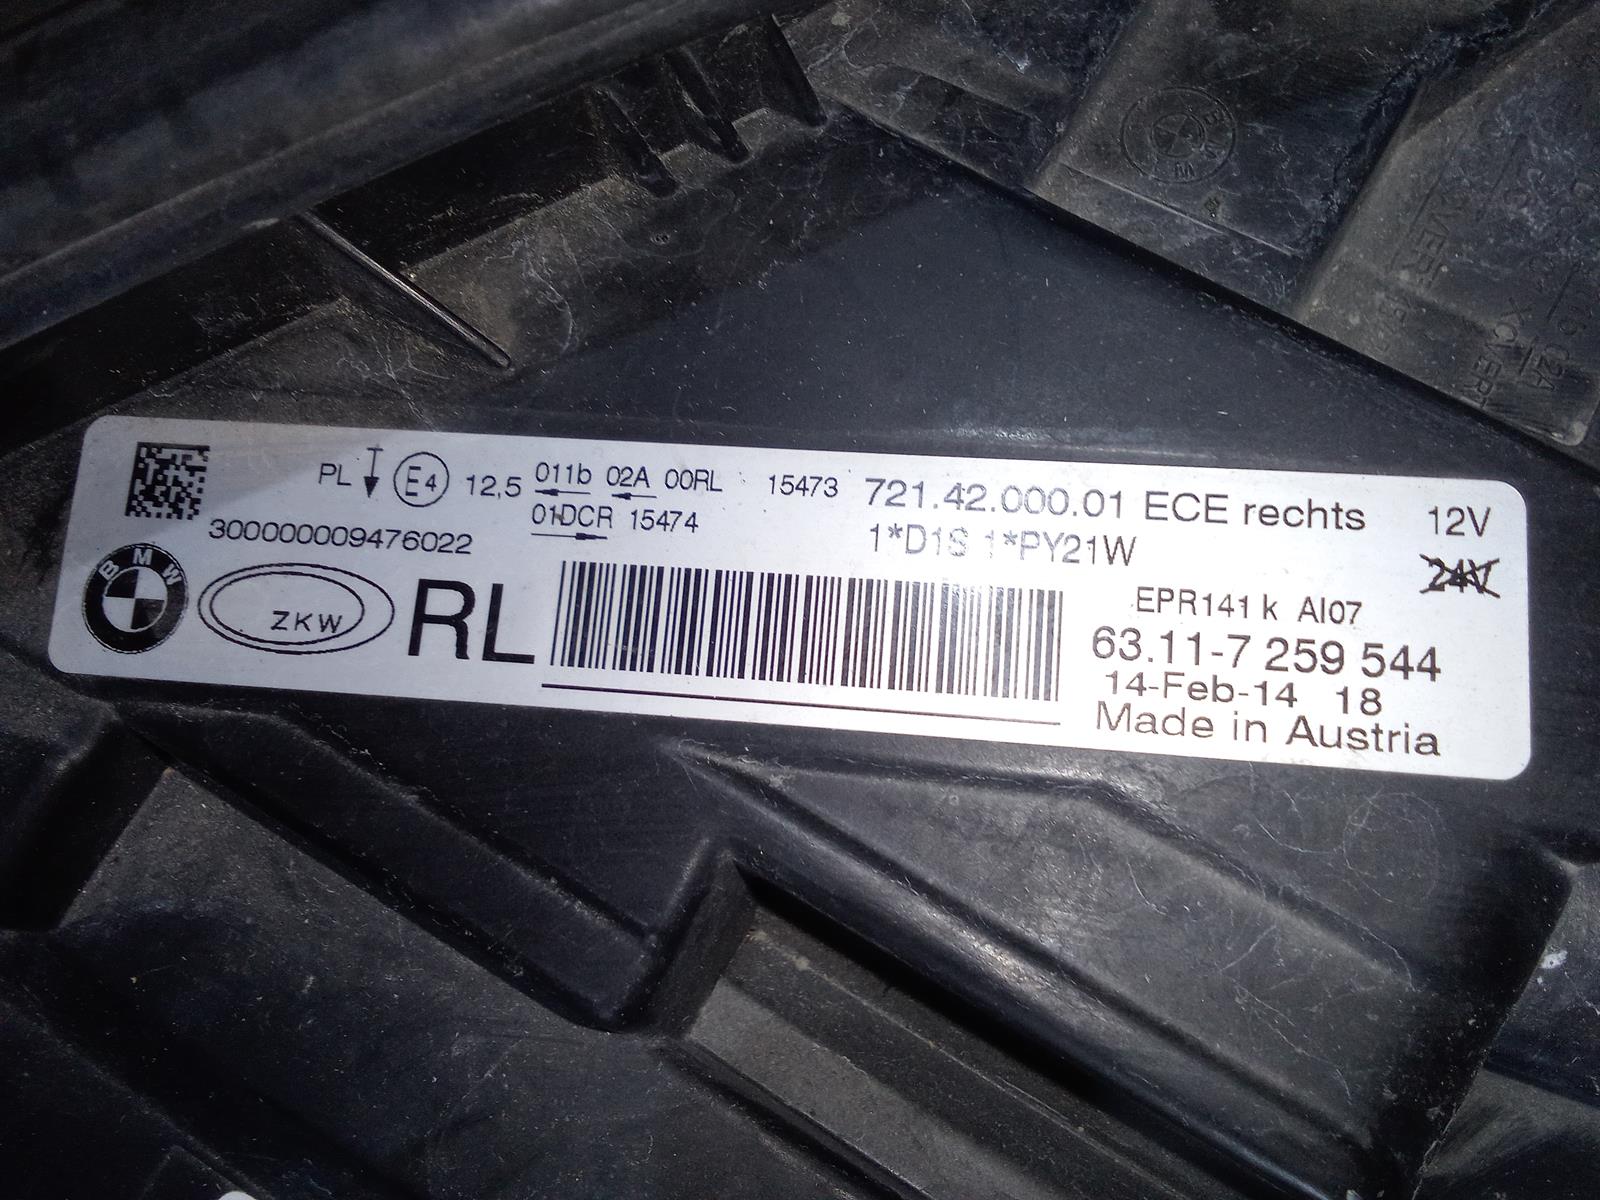 PL E4 12,5 011b 02A 00RL 15473 721.42.000.01 ECE rechts 12V
01DCR 15474 1*D1S 1*PY21W 24V
300000009476022
BMW ZKW RL EPR141 k AI07
63.11-7 259 544
14-Feb-14 18
Made in Austria
BMW